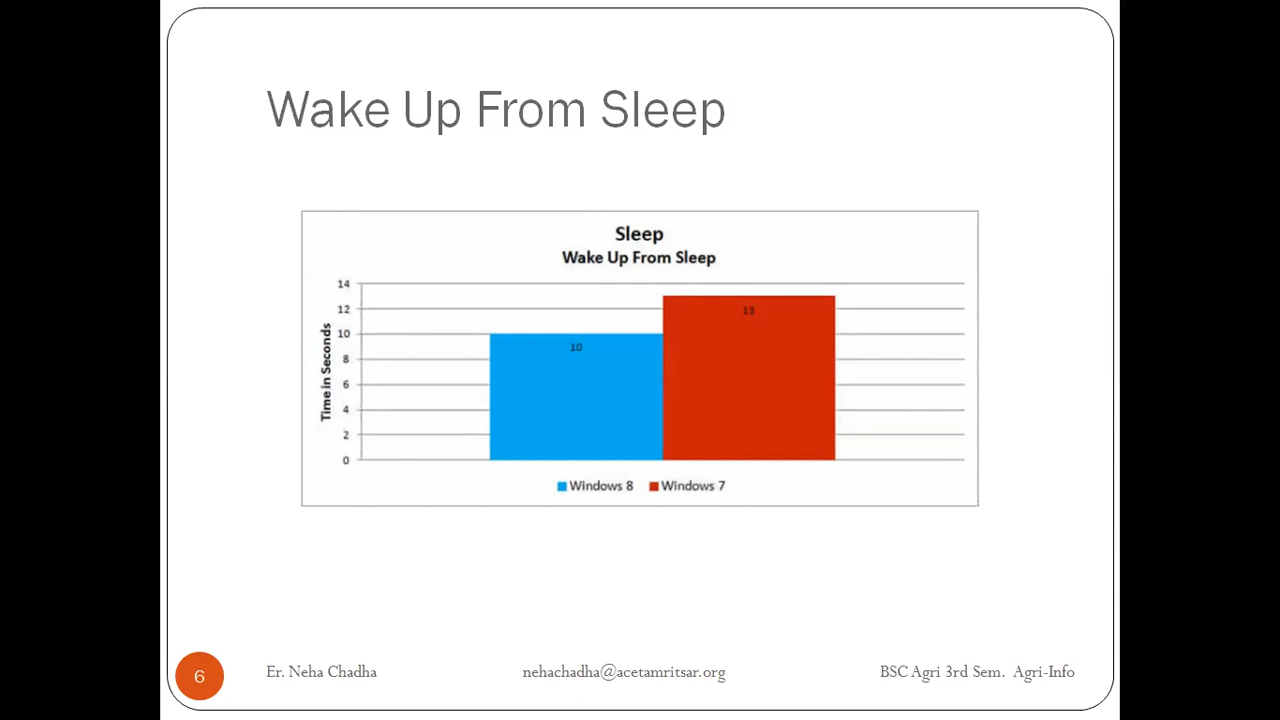 Wake Up From Sleep
Sleep
Wake Up From Sleep
Time in Seconds
14
12
10
8
6
4
2
0
10
13
Windows 8 Windows 7
6 Er. Neha Chadha nehachadha@acetamritsar.org BSC Agri 3rd Sem. Agri-Info